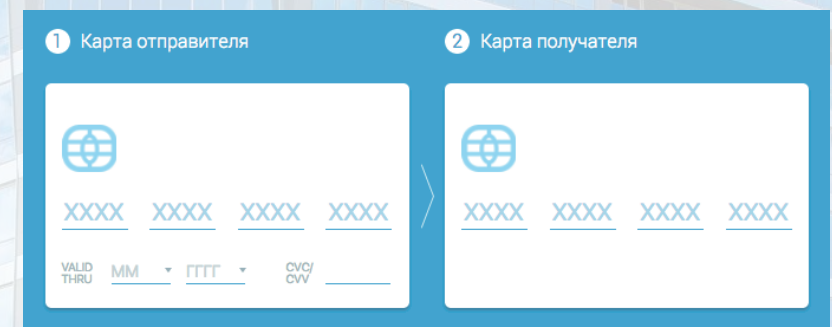 1 Карта отправителя
2 Карта получателя
XXXX XXXX XXXX XXXX
VALID THRU ММ ГГГГ CVC/ CVV
XXXX XXXX XXXX XXXX